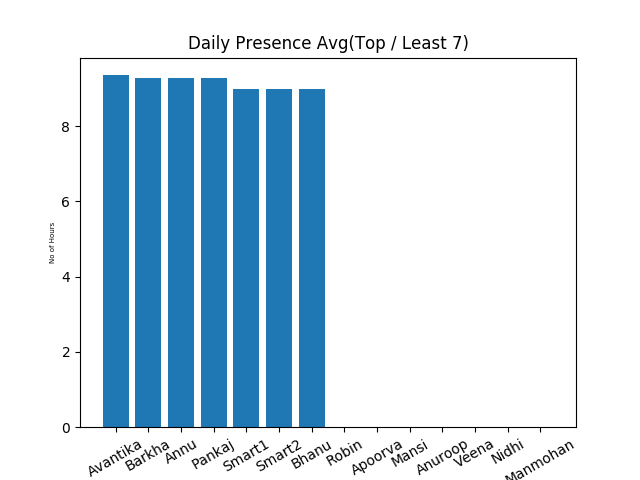 Daily Presence Avg(Top / Least 7)
No of Hours
8
6
4
2
0
Avantika
Barkha
Annu
Pankaj
Smart1
Smart2
Bhanu
Robin
Apoorva
Mansi
Anuroop
Veena
Nidhi
Manmohan